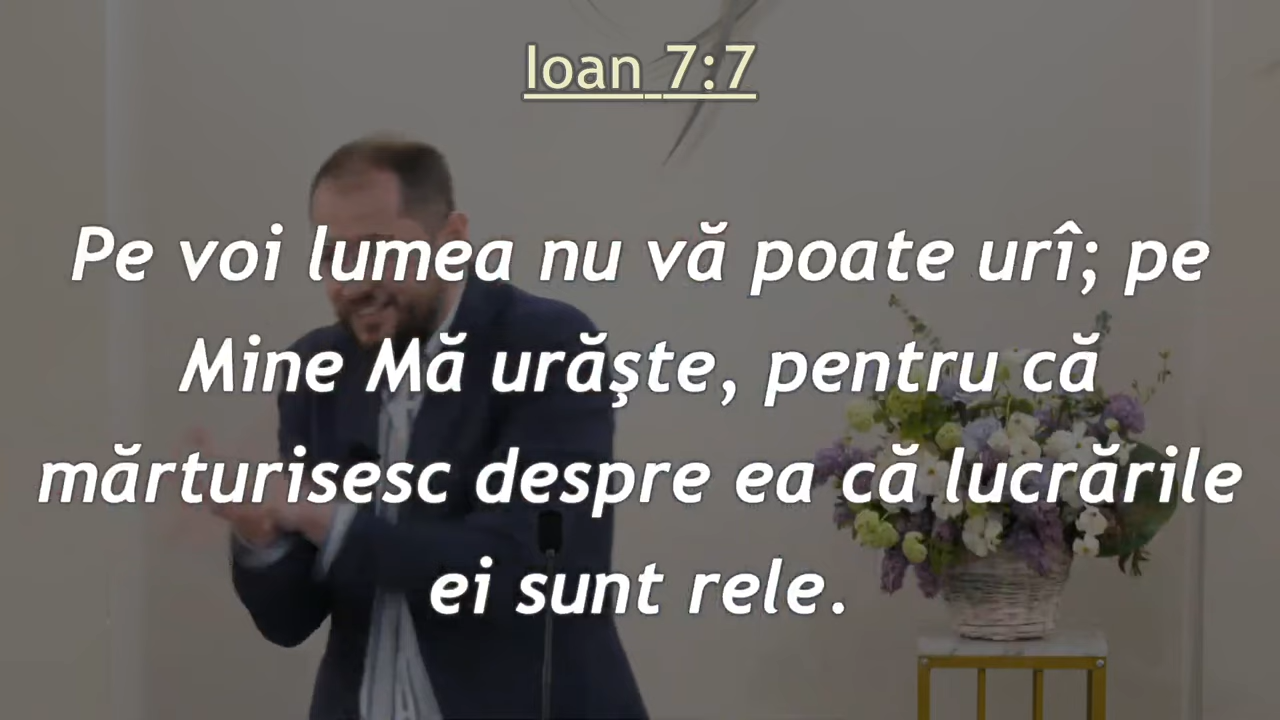 Ioan 7:7
Pe voi lumea nu vă poate urî; pe
Mine Mă urăşte, pentru că
mărturisesc despre ea că lucrările
ei sunt rele.